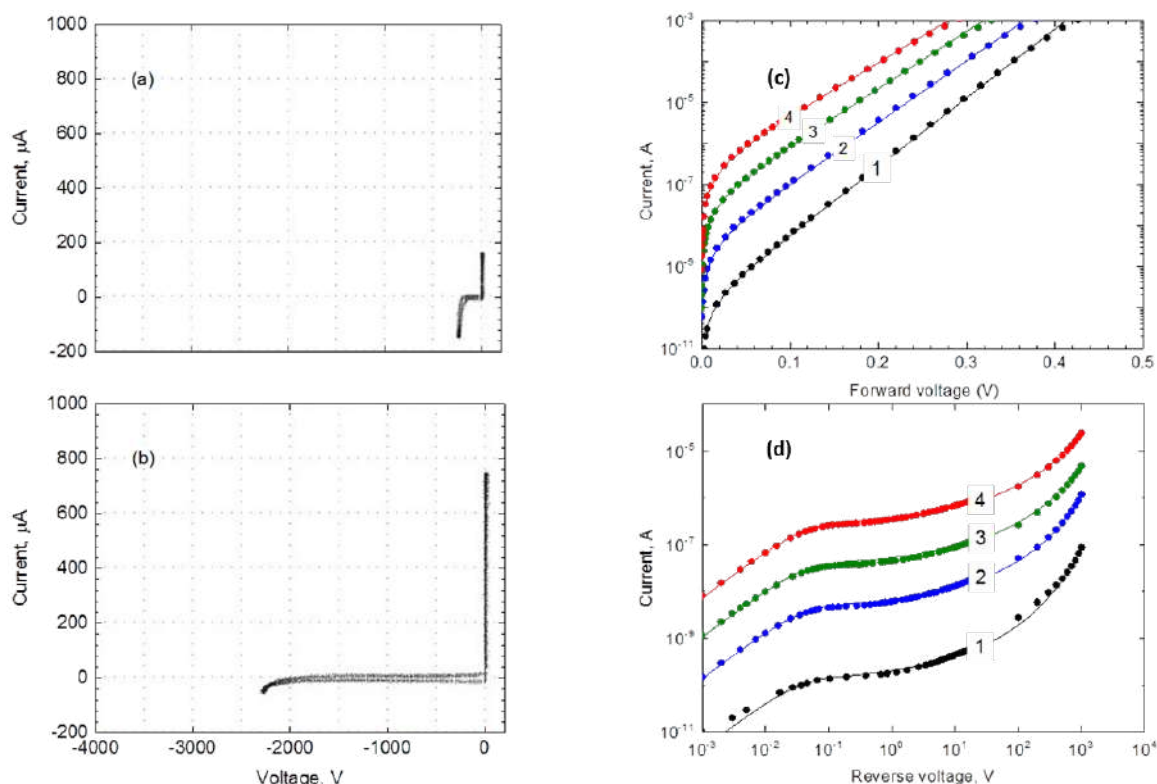 1000
800
600
400
200
0
-200
Current, µA
(a)
1000
800
600
400
200
0
-200
Current, µA
(b)
-4000 -3000 -2000 -1000 0
Voltage, V
10⁻³
10⁻⁵
10⁻⁷
10⁻⁹
10⁻¹¹
Current, A
(c)
4
3
2
1
0.0 0.1 0.2 0.3 0.4 0.5
Forward voltage (V)
10⁻⁵
10⁻⁷
10⁻⁹
10⁻¹¹
Current, A
(d)
4
3
2
1
10⁻³ 10⁻² 10⁻¹ 10⁰ 10¹ 10² 10³ 10⁴
Reverse voltage, V